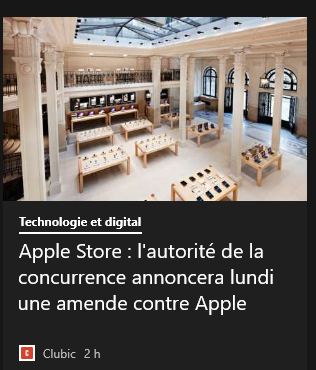 Technologie et digital
Apple Store : l'autorité de la
concurrence annoncera lundi
une amende contre Apple
Clubic 2 h